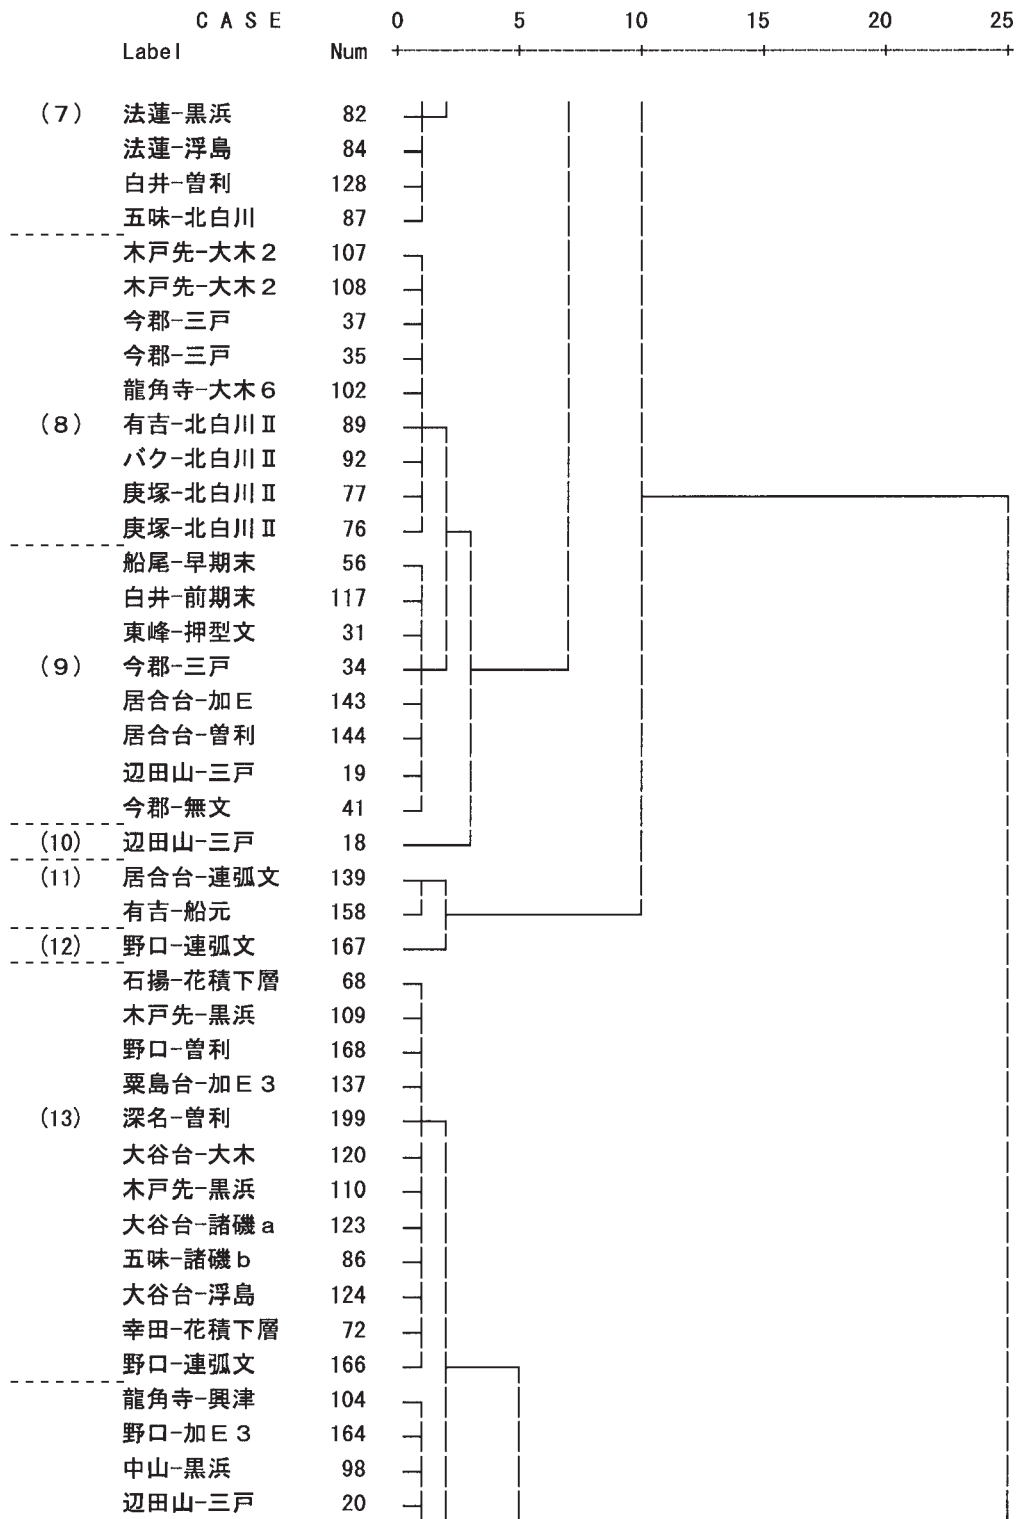 C A S E 0 5 10 15 20 25
Label Num
(7) 法蓮-黒浜 82
法蓮-浮島 84
白井-曽利 128
五味-北白川 87
木戸先-大木2 107
木戸先-大木2 108
今郡-三戸 37
今郡-三戸 35
龍角寺-大木6 102
(8) 有吉-北白川Ⅱ 89
バク-北白川Ⅱ 92
庚塚-北白川Ⅱ 77
庚塚-北白川Ⅱ 76
船尾-早期末 56
白井-前期末 117
東峰-押型文 31
(9) 今郡-三戸 34
居合台-加E 143
居合台-曽利 144
辺田山-三戸 19
今郡-無文 41
(10) 辺田山-三戸 18
(11) 居合台-連弧文 139
有吉-船元 158
(12) 野口-連弧文 167
石揚-花積下層 68
木戸先-黒浜 109
野口-曽利 168
粟島台-加E3 137
(13) 深名-曽利 199
大谷台-大木 120
木戸先-黒浜 110
大谷台-諸磯a 123
五味-諸磯b 86
大谷台-浮島 124
幸田-花積下層 72
野口-連弧文 166
龍角寺-興津 104
野口-加E3 164
中山-黒浜 98
辺田山-三戸 20